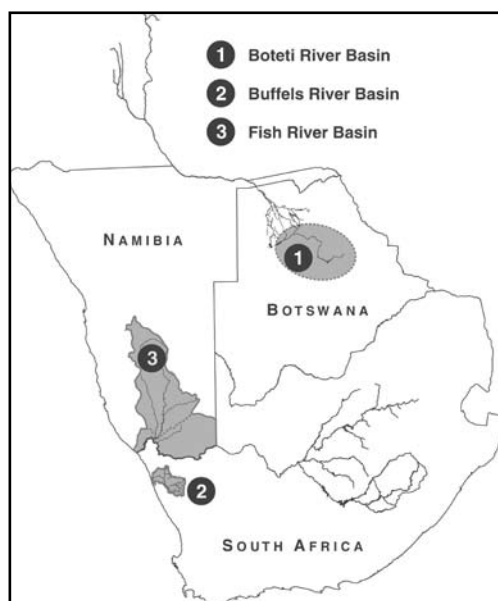 1 Boteti River Basin
2 Buffels River Basin
3 Fish River Basin
NAMIBIA
1
BOTSWANA
3
2
SOUTH AFRICA